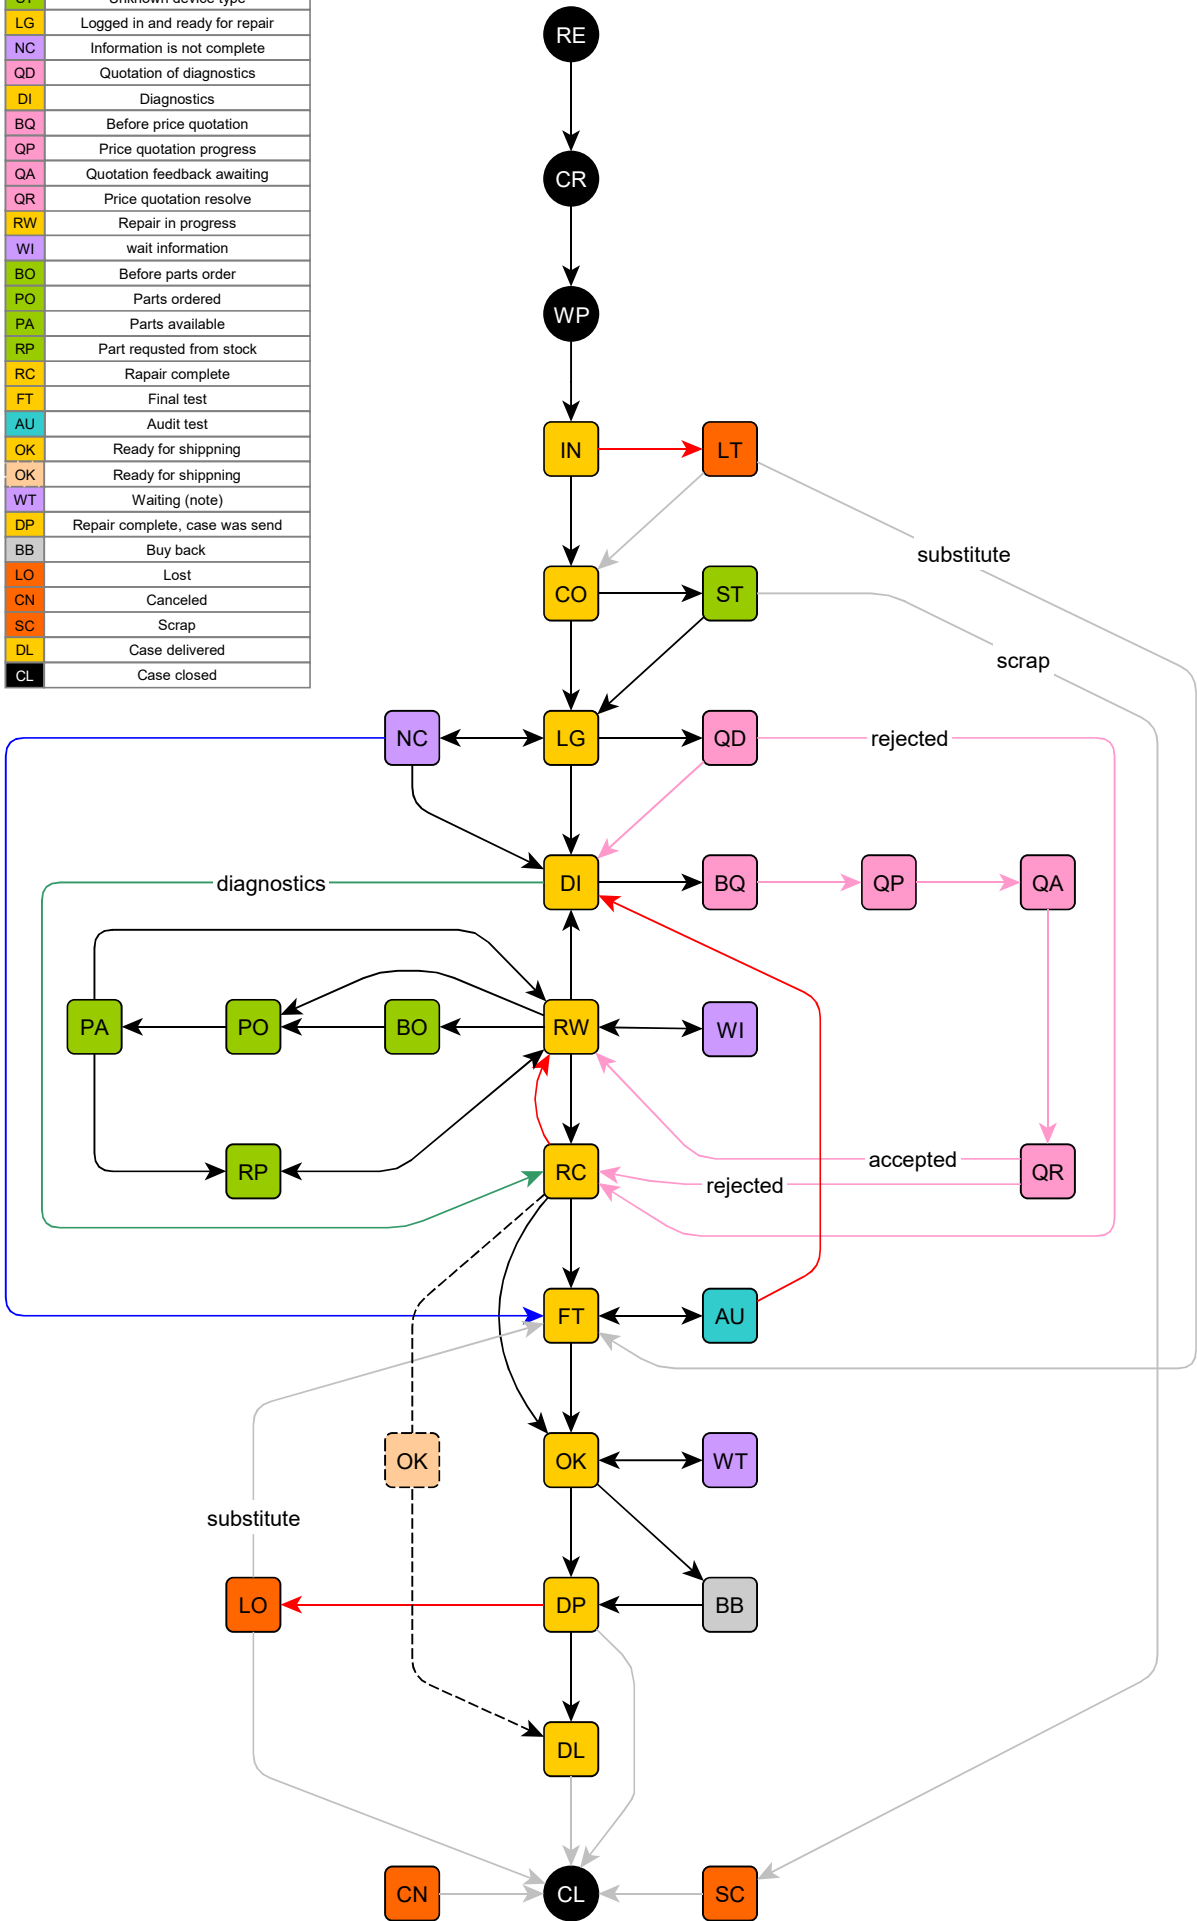 ST Unknown device type
LG Logged in and ready for repair
NC Information is not complete
QD Quotation of diagnostics
DI Diagnostics
BQ Before price quotation
QP Price quotation progress
QA Quotation feedback awaiting
QR Price quotation resolve
RW Repair in progress
WI wait information
BO Before parts order
PO Parts ordered
PA Parts available
RP Part requsted from stock
RC Rapair complete
FT Final test
AU Audit test
OK Ready for shippning
OK Ready for shippning
WT Waiting (note)
DP Repair complete, case was send
BB Buy back
LO Lost
CN Canceled
SC Scrap
DL Case delivered
CL Case closed
RE
CR
WP
IN LT
substitute
CO ST
scrap
NC LG QD rejected
diagnostics DI BQ QP QA
PA PO BO RW WI
accepted
RP RC QR
rejected
FT AU
OK OK WT
substitute
LO DP BB
DL
CN CL SC